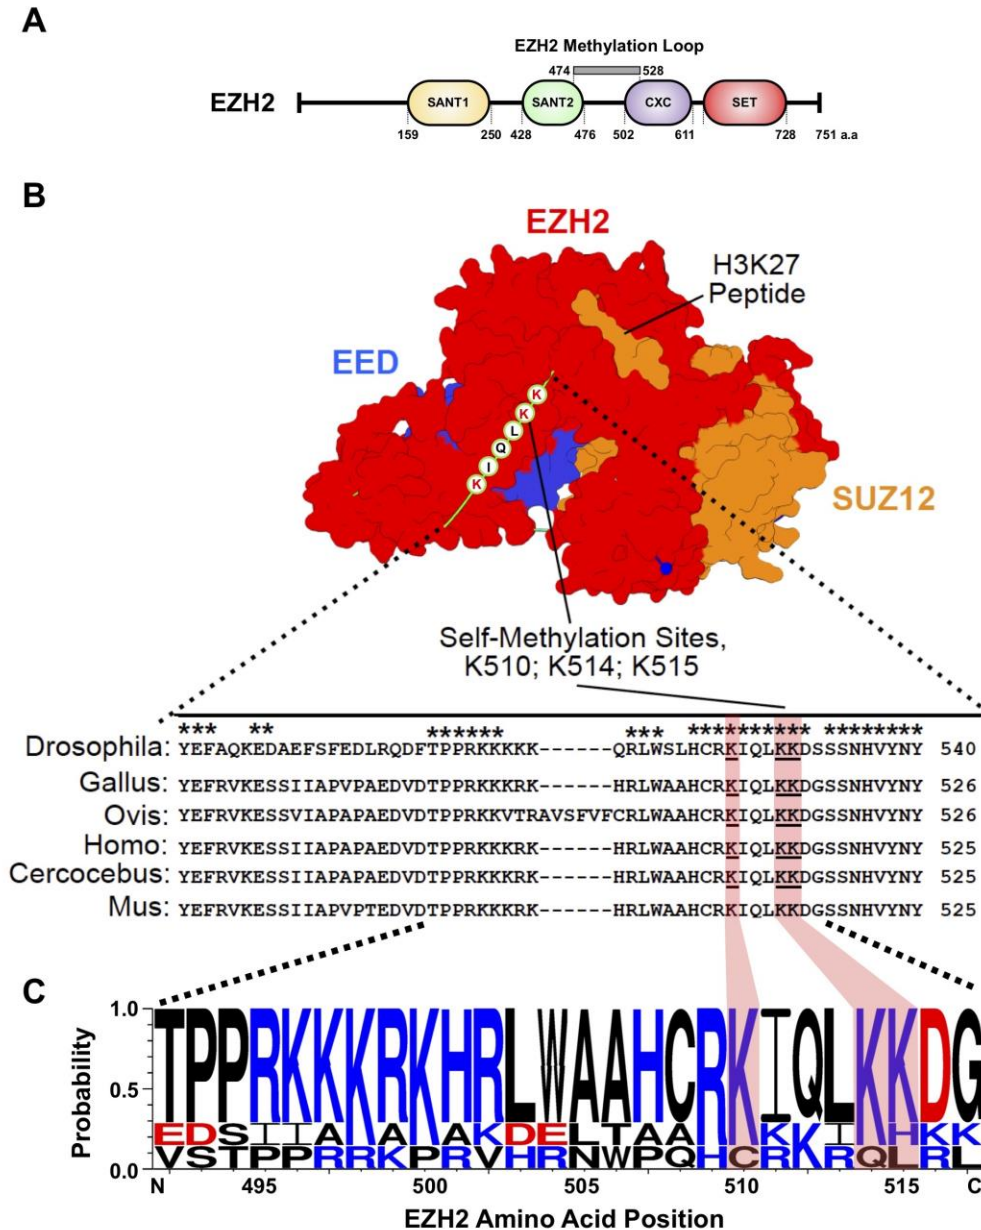 A
EZH2 Methylation Loop
474 528
EZH2
SANT1 SANT2 CXC SET
159 250 428 476 502 611 728 751 a.a
B
EZH2
H3K27
Peptide
EED
K
K
L
Q
I
K
SUZ12
Self-Methylation Sites,
K510; K514; K515
*** ** ****** *** ********** ********
Drosophila: YEFAQKEDAEFSFEDLRQDFTPPRKKKKK------QRLWSLHCRKIQLKKDSSSNHVYNY 540
Gallus: YEFRVKESSIIAPVPAEDVDTPPRKKKRK------HRLWAAHCRKIQLKKDGSSNHVYNY 526
Ovis: YEFRVKESSVIAPAPAEDVDTPPRKKVTRAVSFVFCRLWAAHCRKIQLKKDGSSNHVYNY 526
Homo: YEFRVKESSIIAPAPAEDVDTPPRKKKRK------HRLWAAHCRKIQLKKDGSSNHVYNY 525
Cercocebus: YEFRVKESSIIAPAPAEDVDTPPRKKKRK------HRLWAAHCRKIQLKKDGSSNHVYNY 525
Mus: YEFRVKESSIIAPVPTEDVDTPPRKKKRK------HRLWAAHCRKIQLKKDGSSNHVYNY 525
C
Probability
1.0
0.5
0.0
TPPRKKKRKHRLWAAHCRKIQLKKDG
EDSIIAAAKDELTAAKKIHKK
VSTPPRRKPRVHRNWPQHCRKRQLRL
N 495 500 505 510 515 C
EZH2 Amino Acid Position